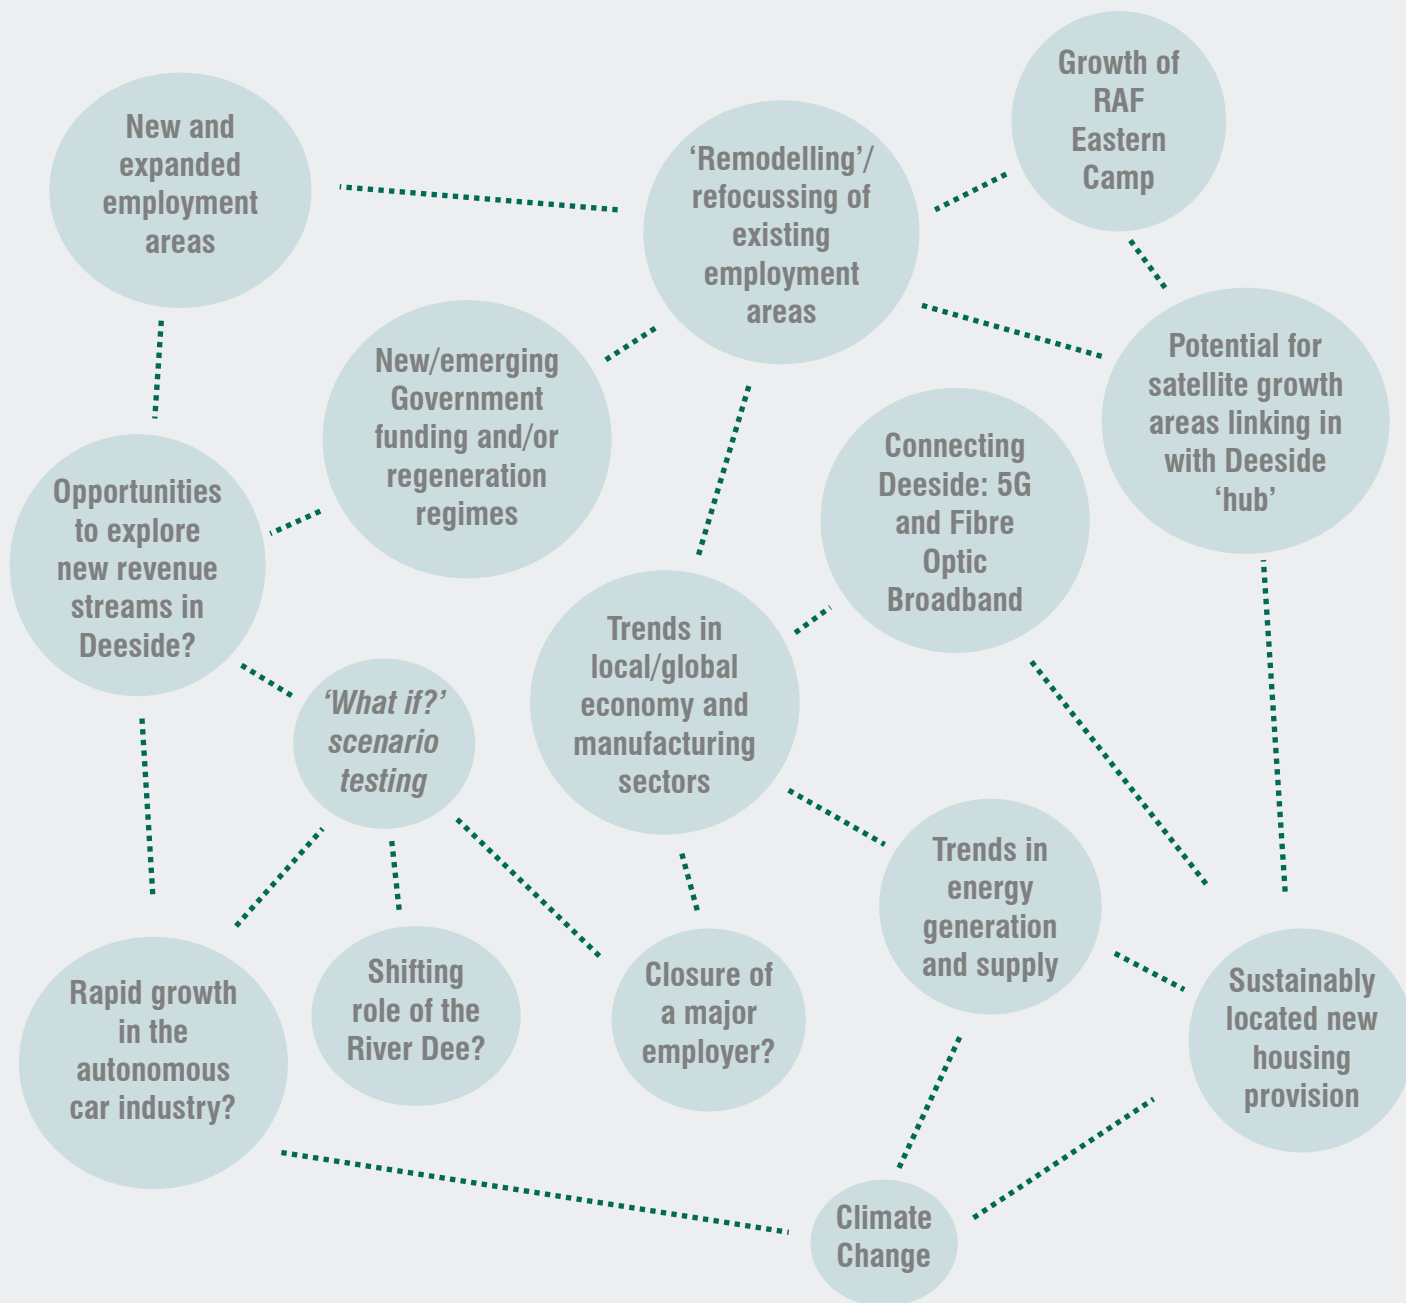 Growth of
RAF
Eastern
Camp
New and
expanded
employment
areas
‘Remodelling’/
refocussing of
existing
employment
areas
New/emerging
Government
funding and/or
regeneration
regimes
Potential for
satellite growth
areas linking in
with Deeside
‘hub’
Connecting
Deeside: 5G
and Fibre
Optic
Broadband
Opportunities
to explore
new revenue
streams in
Deeside?
Trends in
local/global
economy and
manufacturing
sectors
‘What if?’
scenario
testing
Trends in
energy
generation
and supply
Rapid growth
in the
autonomous
car industry?
Shifting
role of the
River Dee?
Closure of
a major
employer?
Sustainably
located new
housing
provision
Climate
Change